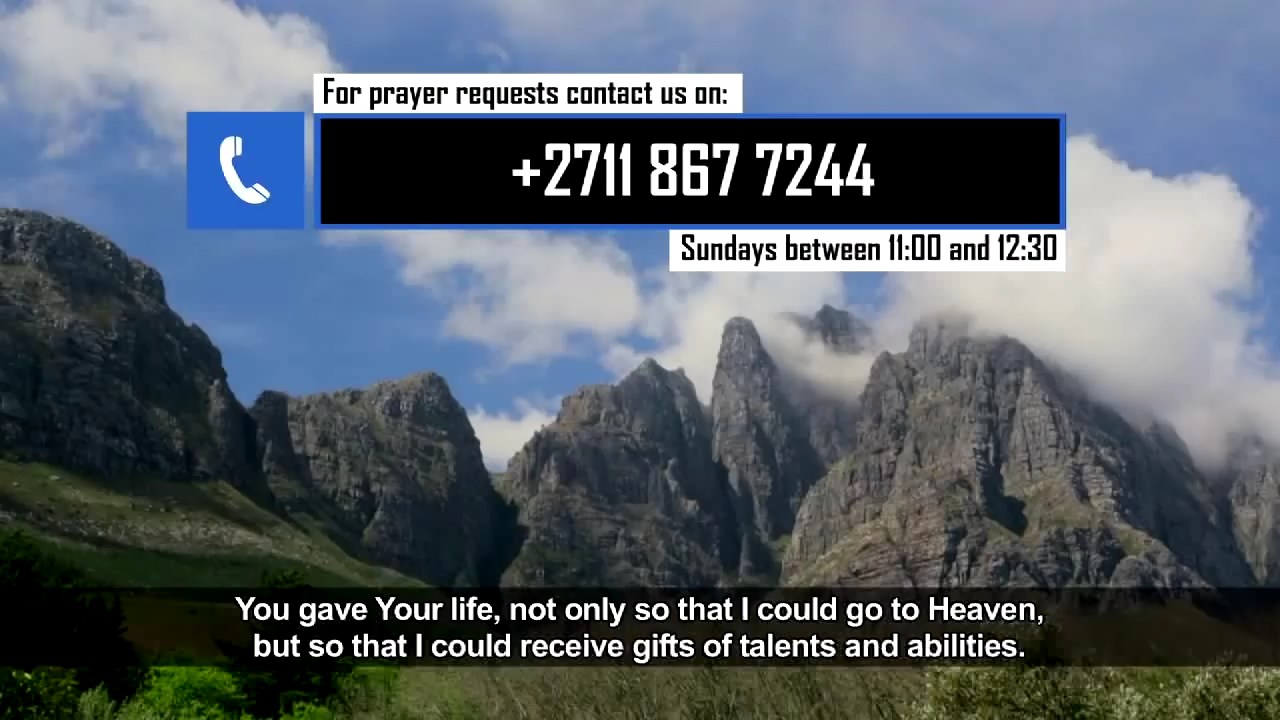 For prayer requests contact us on:
+2711 867 7244
Sundays between 11:00 and 12:30
You gave Your life, not only so that I could go to Heaven,
but so that I could receive gifts of talents and abilities.